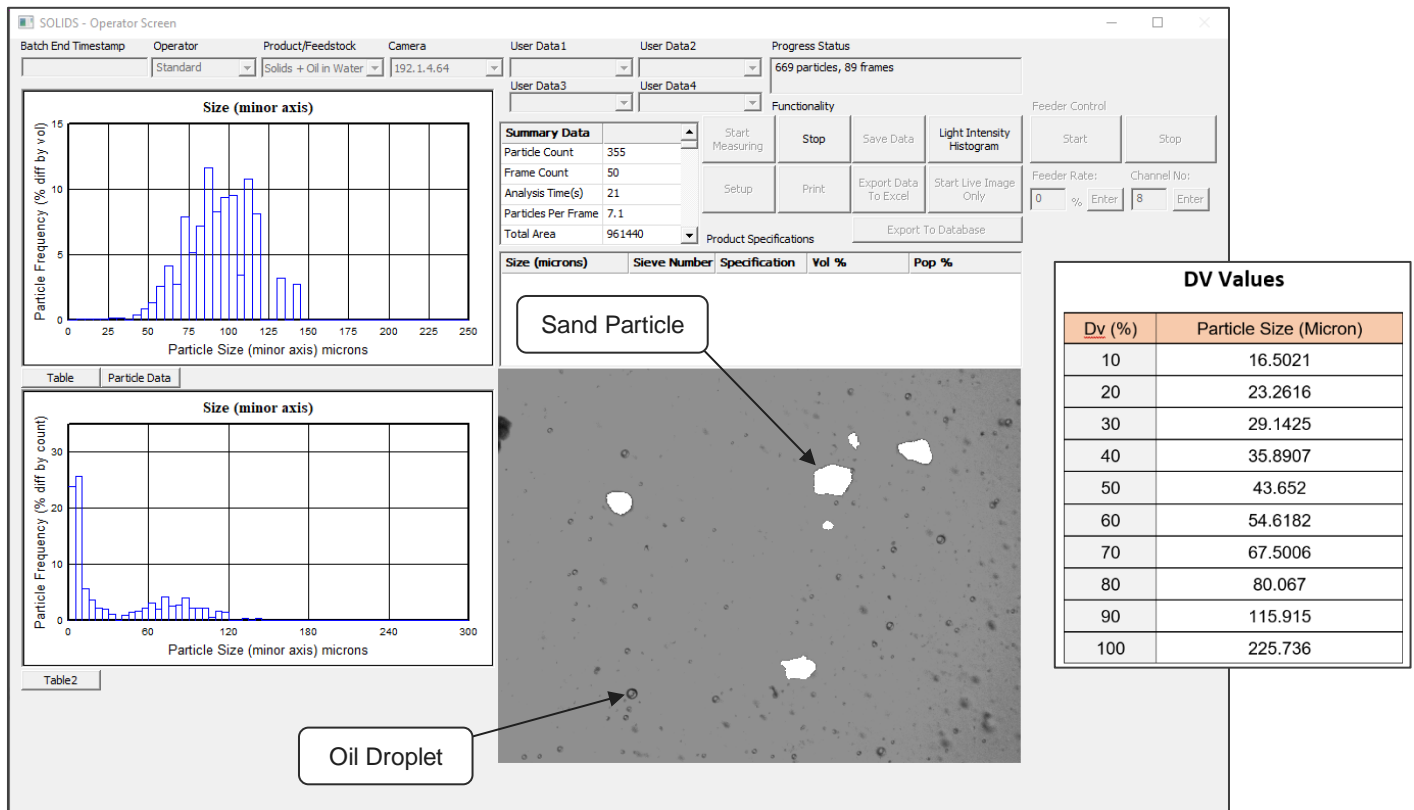 SOLIDS - Operator Screen
Batch End Timestamp Operator Product/Feedstock Camera User Data1 User Data2 Progress Status
Standard Solids + Oil in Water 192.1.4.64 669 particles, 89 frames
User Data3 User Data4
Functionality Feeder Control
Size (minor axis)
Particle Frequency (% diff by vol)
15
10
5
0
0 25 50 75 100 125 150 175 200 225 250
Particle Size (minor axis) microns
Table Particle Data
Size (minor axis)
Particle Frequency (% diff by count)
30
20
10
0
0 60 120 180 240 300
Particle Size (minor axis) microns
Table2
Summary Data
Particle Count 355
Frame Count 50
Analysis Time(s) 21
Particles Per Frame 7.1
Total Area 961440
Start Measuring Stop Save Data Light Intensity Histogram Start Stop
Setup Print Export Data To Excel Start Live Image Only
Feeder Rate: Channel No:
0 % Enter 8 Enter
Product Specifications Export To Database
Size (microns) Sieve Number Specification Vol % Pop %
Sand Particle
Oil Droplet
DV Values
Dv (%) Particle Size (Micron)
10 16.5021
20 23.2616
30 29.1425
40 35.8907
50 43.652
60 54.6182
70 67.5006
80 80.067
90 115.915
100 225.736